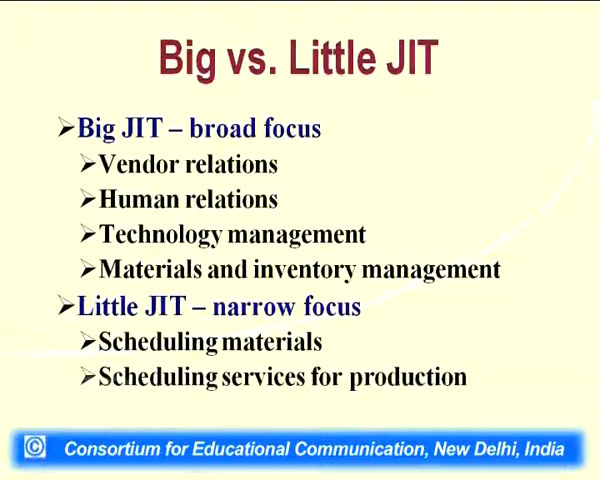 Big vs. Little JIT
➢Big JIT – broad focus
➢Vendor relations
➢Human relations
➢Technology management
➢Materials and inventory management
➢Little JIT – narrow focus
➢Scheduling materials
➢Scheduling services for production
© Consortium for Educational Communication, New Delhi, India